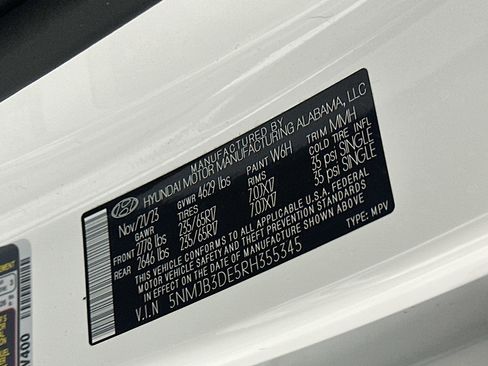 MANUFACTURED BY
HYUNDAI MOTOR MANUFACTURING ALABAMA, LLC
Nov/21/23 GVWR 4629 lbs PAINT W6H TRIM MMH
GAWR TIRES RIMS COLD TIRE INFL
FRONT 2778 lbs 235/65R17 7.0JX17 35 psi SINGLE
REAR 2646 lbs 235/65R17 7.0JX17 35 psi SINGLE
THIS VEHICLE CONFORMS TO ALL APPLICABLE U.S.A. FEDERAL
MOTOR VEHICLE SAFETY, BUMPER, AND THEFT PREVENTION
STANDARDS IN EFFECT ON THE DATE OF MANUFACTURE SHOWN ABOVE.
V.I.N 5NMJB3DE5RH355345 TYPE: MPV
V400